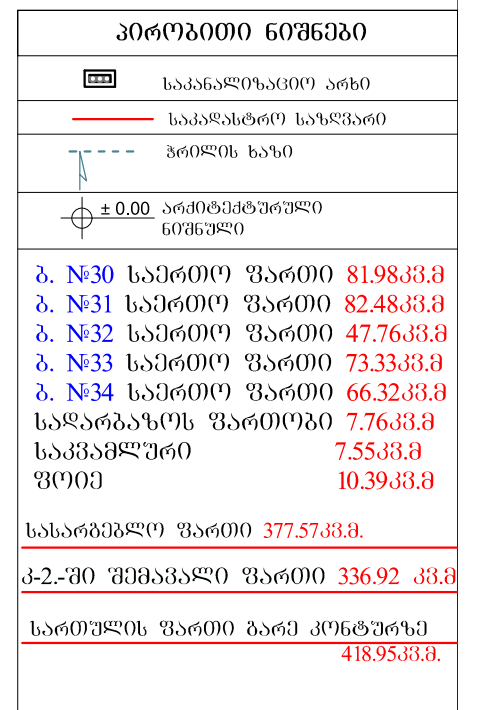 პირობითი ნიშნები
საკანალიზაციო არხი
საკადასტრო საზღვარი
ჭრილის ხაზი
± 0.00 არქიტექტურული
ნიშნული
ბ. №30 საერთო ფართი 81.98კვ.მ
ბ. №31 საერთო ფართი 82.48კვ.მ
ბ. №32 საერთო ფართი 47.76კვ.მ
ბ. №33 საერთო ფართი 73.33კვ.მ
ბ. №34 საერთო ფართი 66.32კვ.მ
სადარბაზოს ფართობი 7.76კვ.მ
საკვამლური 7.55კვ.მ
ფოიე 10.39კვ.მ
სასარგებლო ფართი 377.57კვ.მ.
კ-2.-ში შემავალი ფართი 336.92 კვ.მ
სართულის ფართი გარე კონტურზე
418.95კვ.მ.